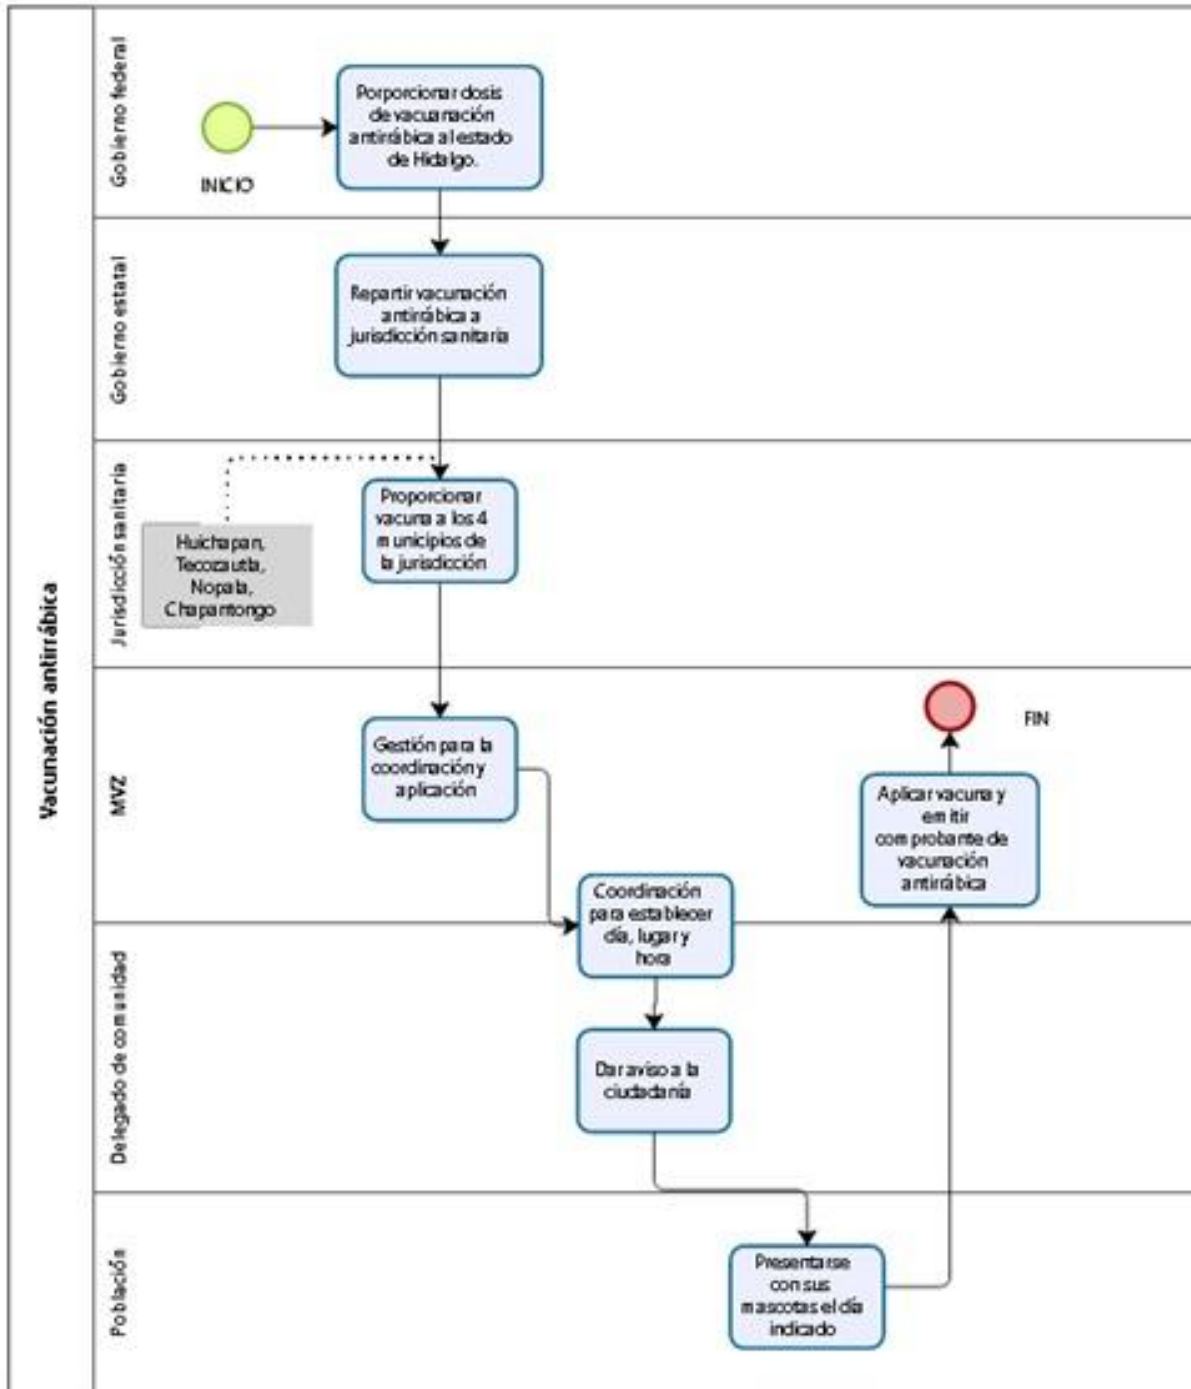 Vacunación antirrábica
Gobierno federal
INICIO
Porporcionar dosis
de vacuanación
antirrábica al estado
de Hidalgo.
Gobierno estatal
Repartir vacunación
antirrábica a
jurisdicción sanitaria
Jurisdicción sanitaria
Huichapan,
Tecozautla,
Nopala,
Chapantongo
Proporcionar
vacuna a los 4
municipios de
la jurisdicción
MVZ
Gestión para la
coordinación y
aplicación
FIN
Aplicar vacuna y
emitir
comprobante de
vacunación
antirrábica
Coordinación
para establecer
día, lugar y
hora
Delegado de comunidad
Dar aviso a la
ciudadanía
Población
Presentarse
con sus
mascotas el día
indicado